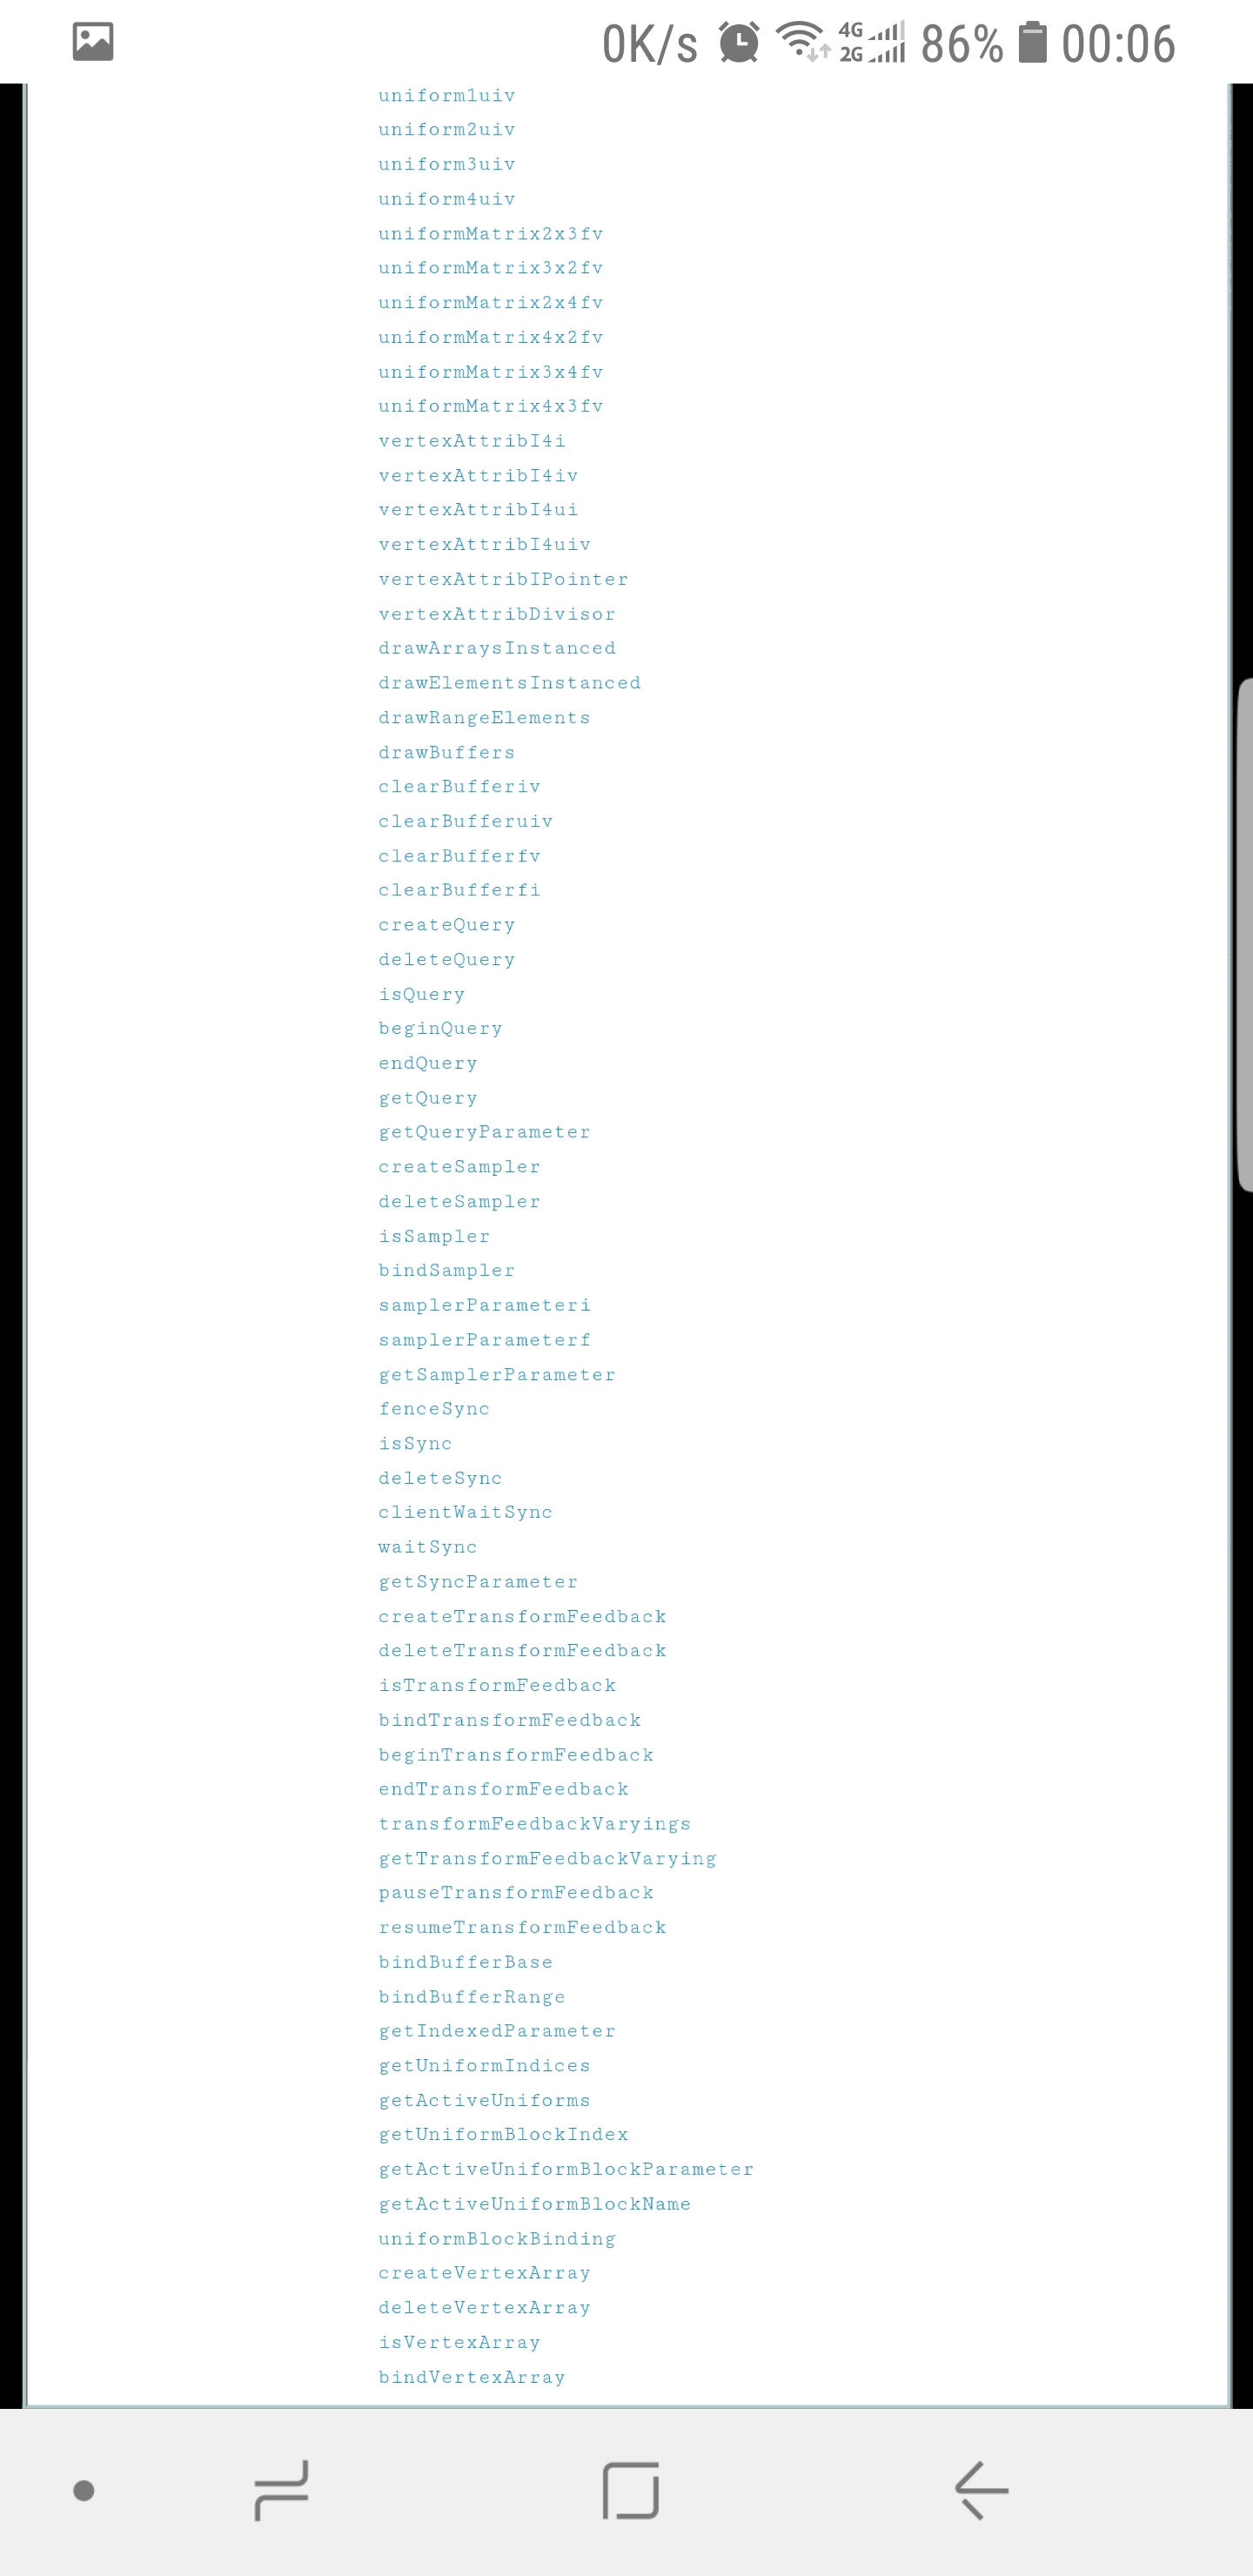 0K/s 4G 2G 86% 00:06
uniform1uiv
uniform2uiv
uniform3uiv
uniform4uiv
uniformMatrix2x3fv
uniformMatrix3x2fv
uniformMatrix2x4fv
uniformMatrix4x2fv
uniformMatrix3x4fv
uniformMatrix4x3fv
vertexAttribI4i
vertexAttribI4iv
vertexAttribI4ui
vertexAttribI4uiv
vertexAttribIPointer
vertexAttribDivisor
drawArraysInstanced
drawElementsInstanced
drawRangeElements
drawBuffers
clearBufferiv
clearBufferuiv
clearBufferfv
clearBufferfi
createQuery
deleteQuery
isQuery
beginQuery
endQuery
getQuery
getQueryParameter
createSampler
deleteSampler
isSampler
bindSampler
samplerParameteri
samplerParameterf
getSamplerParameter
fenceSync
isSync
deleteSync
clientWaitSync
waitSync
getSyncParameter
createTransformFeedback
deleteTransformFeedback
isTransformFeedback
bindTransformFeedback
beginTransformFeedback
endTransformFeedback
transformFeedbackVaryings
getTransformFeedbackVarying
pauseTransformFeedback
resumeTransformFeedback
bindBufferBase
bindBufferRange
getIndexedParameter
getUniformIndices
getActiveUniforms
getUniformBlockIndex
getActiveUniformBlockParameter
getActiveUniformBlockName
uniformBlockBinding
createVertexArray
deleteVertexArray
isVertexArray
bindVertexArray